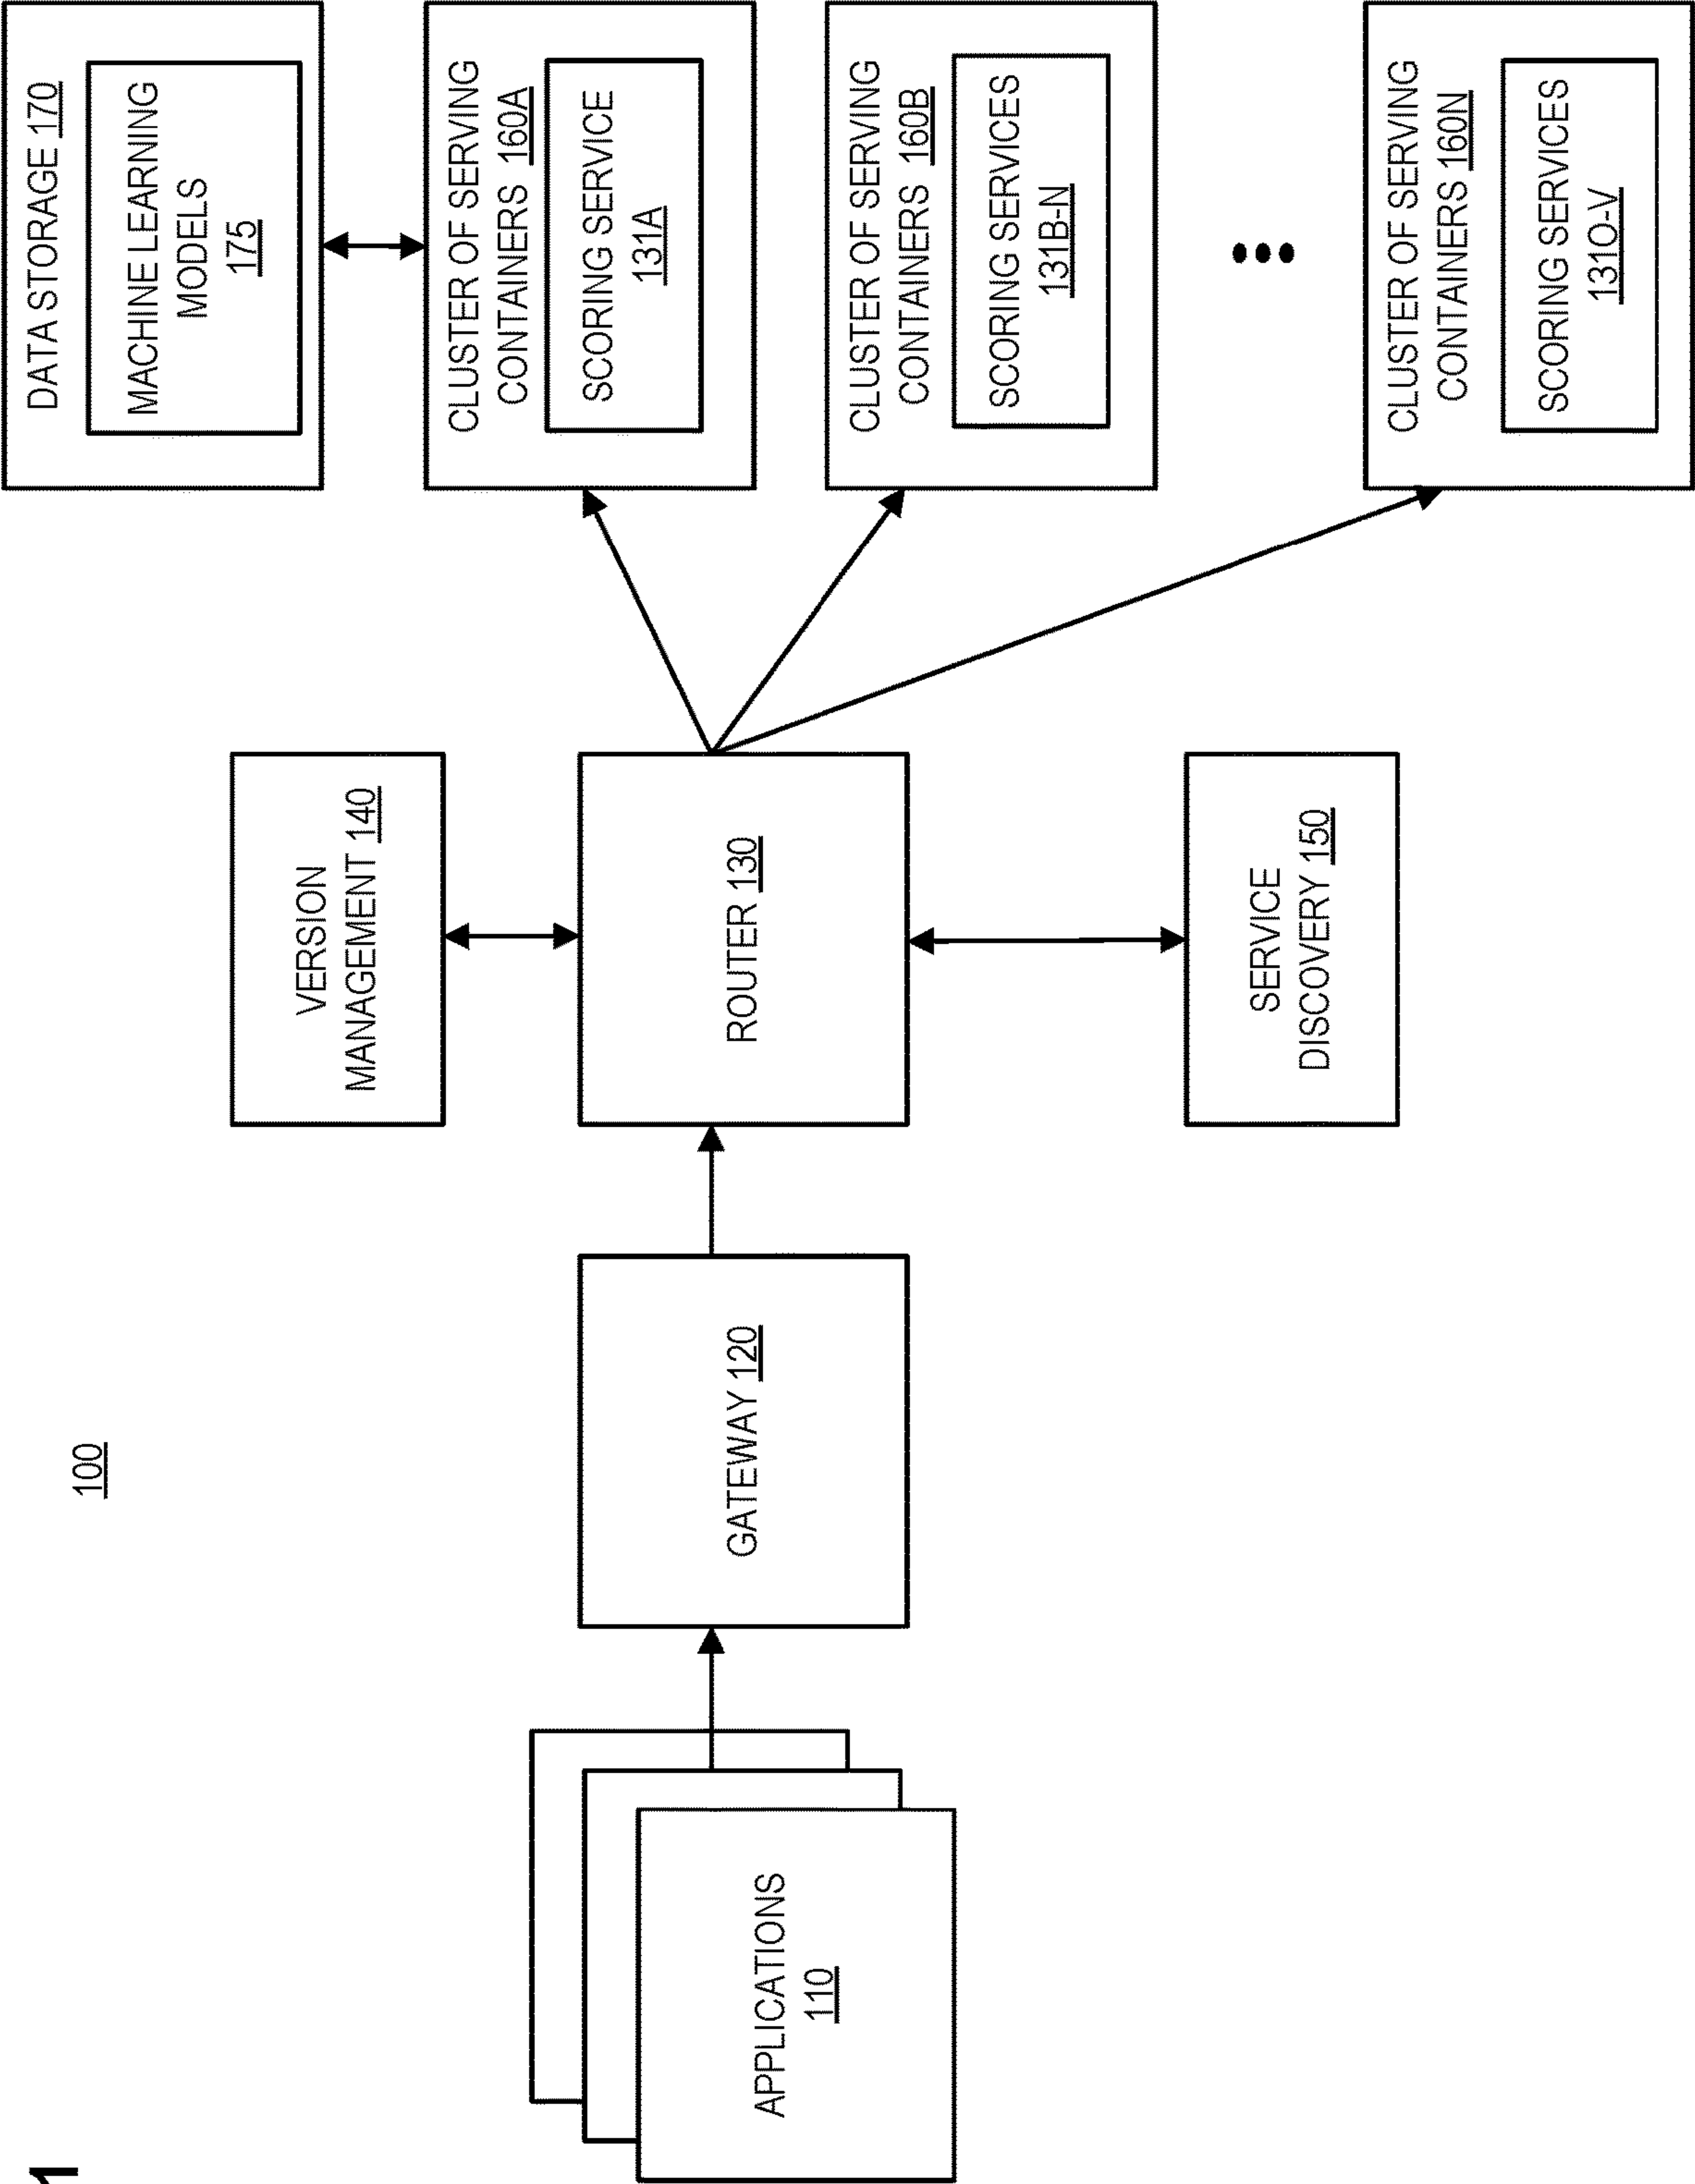 1
100
APPLICATIONS
110
GATEWAY 120
VERSION
MANAGEMENT 140
ROUTER 130
SERVICE
DISCOVERY 150
DATA STORAGE 170
MACHINE LEARNING
MODELS
175
CLUSTER OF SERVING
CONTAINERS 160A
SCORING SERVICE
131A
CLUSTER OF SERVING
CONTAINERS 160B
SCORING SERVICES
131B-N
CLUSTER OF SERVING
CONTAINERS 160N
SCORING SERVICES
131O-V